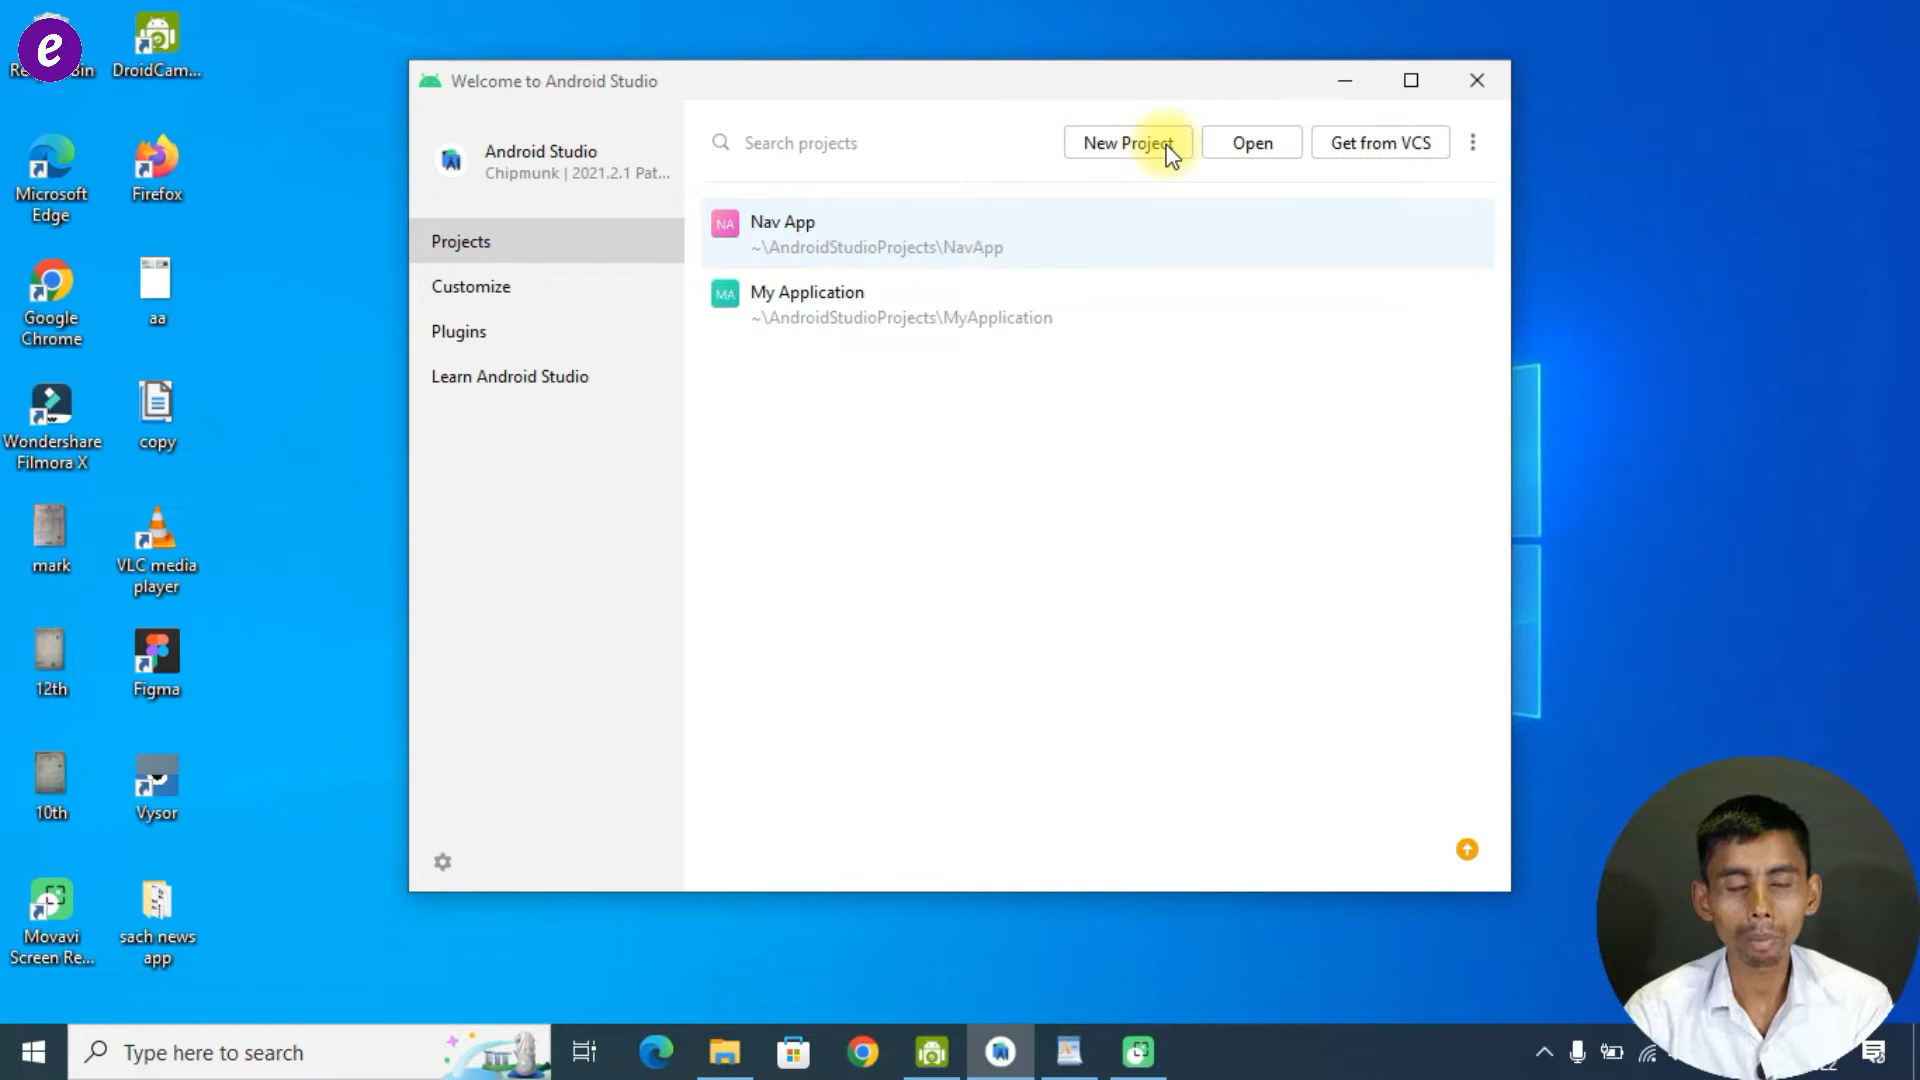 e
DroidCam...
Microsoft
Edge
Firefox
Google
Chrome
aa
Wondershare
Filmora X
copy
mark
VLC media
player
12th
Figma
10th
Vysor
Movavi
Screen Re...
sach news
app
Welcome to Android Studio
Android Studio
Chipmunk | 2021.2.1 Pat...
Projects
Customize
Plugins
Learn Android Studio
Search projects
New Project
Open
Get from VCS
NA
Nav App
~\AndroidStudioProjects\NavApp
MA
My Application
~\AndroidStudioProjects\MyApplication
Type here to search